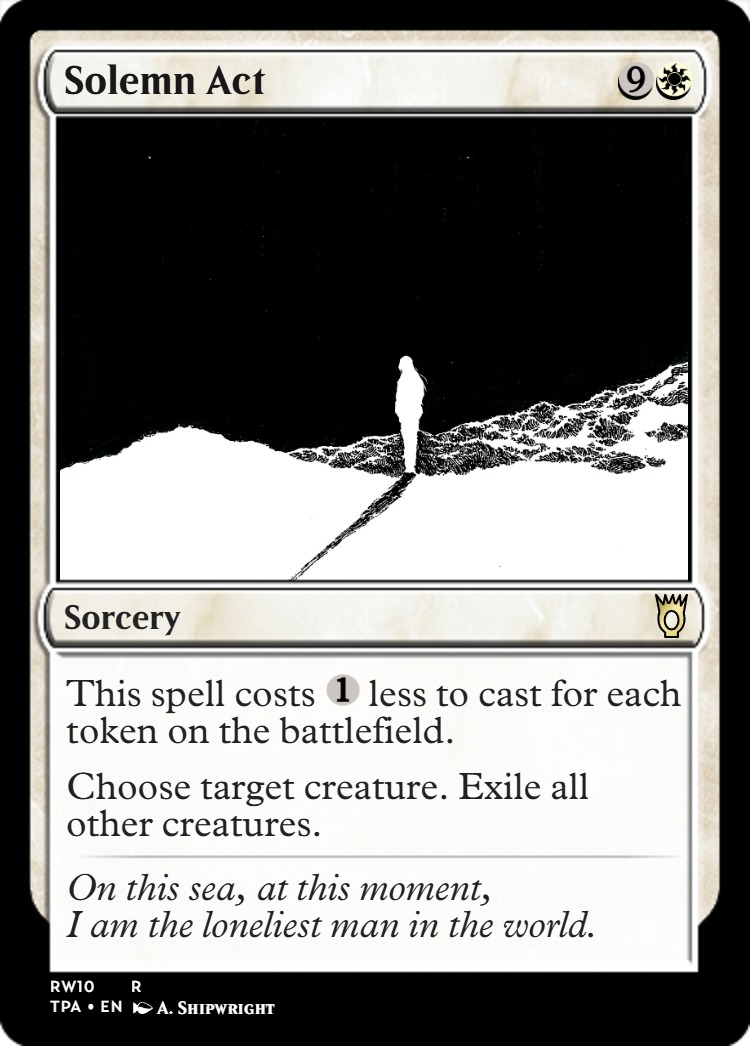 Solemn Act 9
Sorcery
This spell costs 1 less to cast for each
token on the battlefield.
Choose target creature. Exile all
other creatures.
On this sea, at this moment,
I am the loneliest man in the world.
RW10 R
TPA • EN A. Shipwright